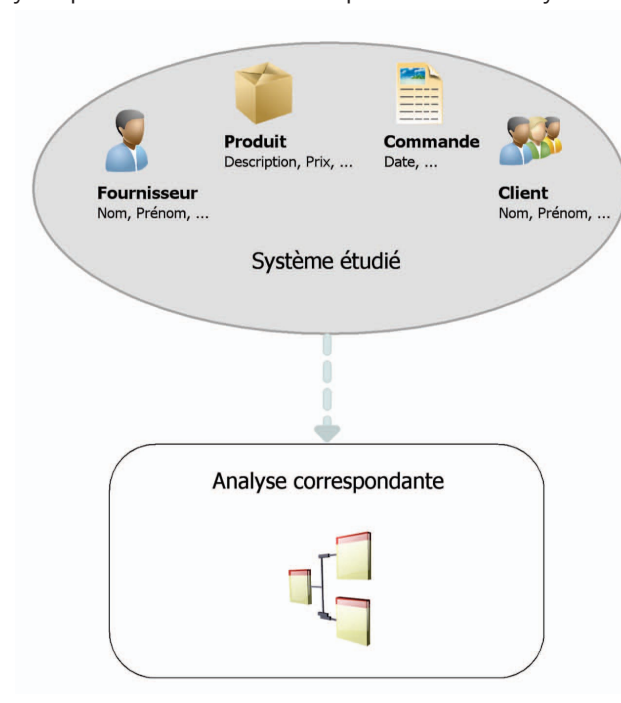 Produit
Description, Prix, ...
Commande
Date, ...
Fournisseur
Nom, Prénom, ...
Client
Nom, Prénom, ...
Système étudié
Analyse correspondante